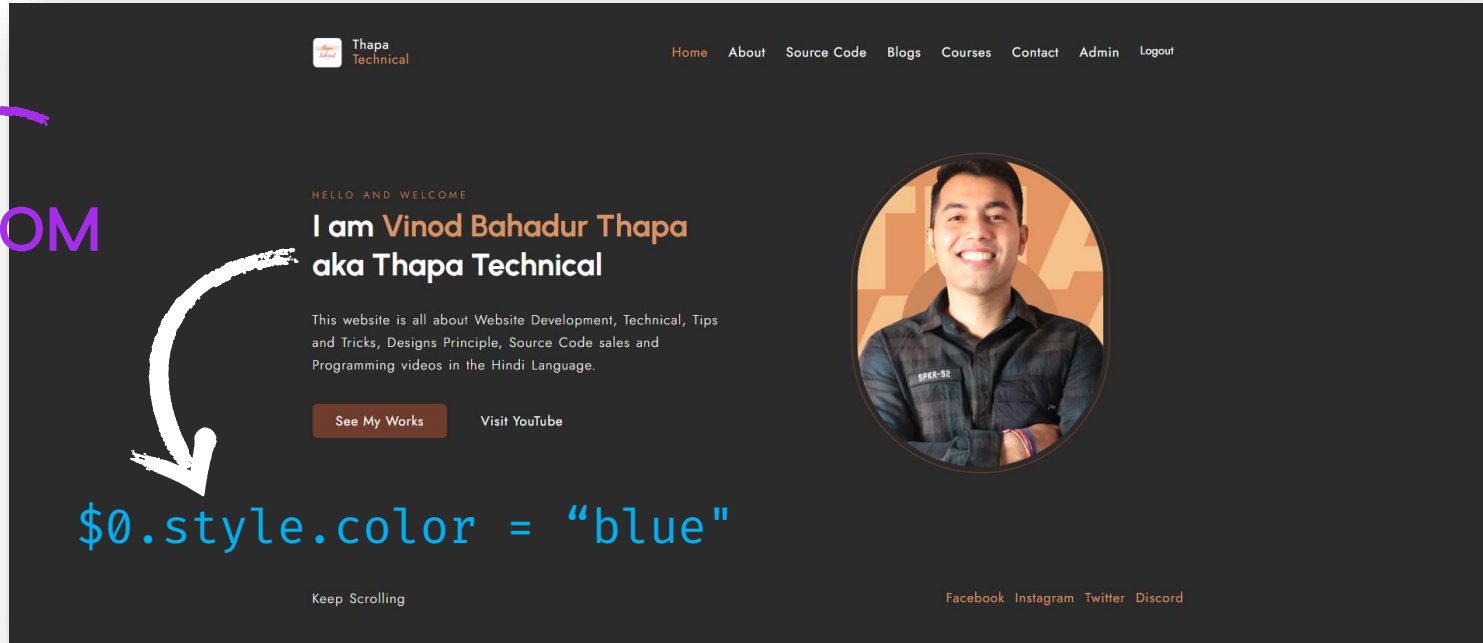 Thapa
Technical
Home About Source Code Blogs Courses Contact Admin Logout
OM
HELLO AND WELCOME
I am Vinod Bahadur Thapa
aka Thapa Technical
This website is all about Website Development, Technical, Tips
and Tricks, Designs Principle, Source Code sales and
Programming videos in the Hindi Language.
SPKR-92
See My Works Visit YouTube
$0.style.color = “blue"
Keep Scrolling
Facebook Instagram Twitter Discord